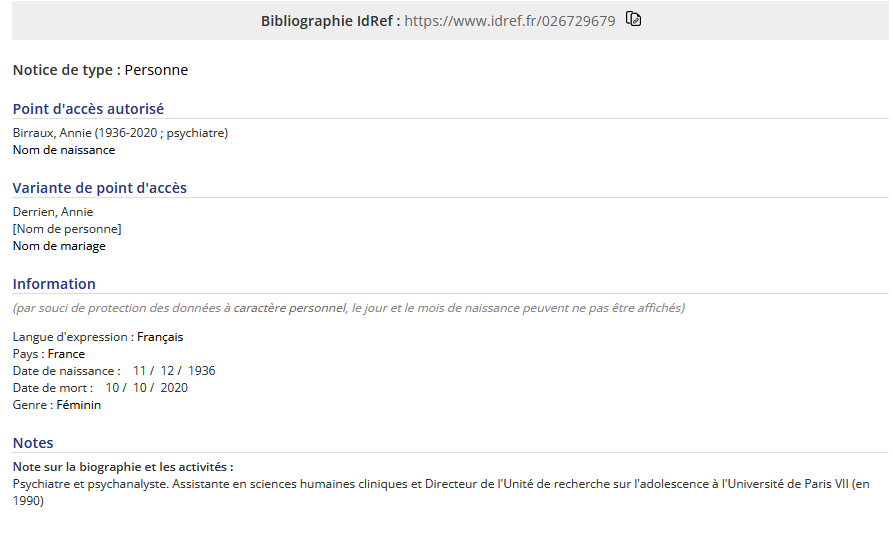 Bibliographie IdRef : https://www.idref.fr/026729679
Notice de type : Personne
Point d'accès autorisé
Birraux, Annie (1936-2020 ; psychiatre)
Nom de naissance
Variante de point d'accès
Derrien, Annie
[Nom de personne]
Nom de mariage
Information
(par souci de protection des données à caractère personnel, le jour et le mois de naissance peuvent ne pas être affichés)
Langue d'expression : Français
Pays : France
Date de naissance : 11 / 12 / 1936
Date de mort : 10 / 10 / 2020
Genre : Féminin
Notes
Note sur la biographie et les activités :
Psychiatre et psychanalyste. Assistante en sciences humaines cliniques et Directeur de l'Unité de recherche sur l'adolescence à l'Université de Paris VII (en
1990)